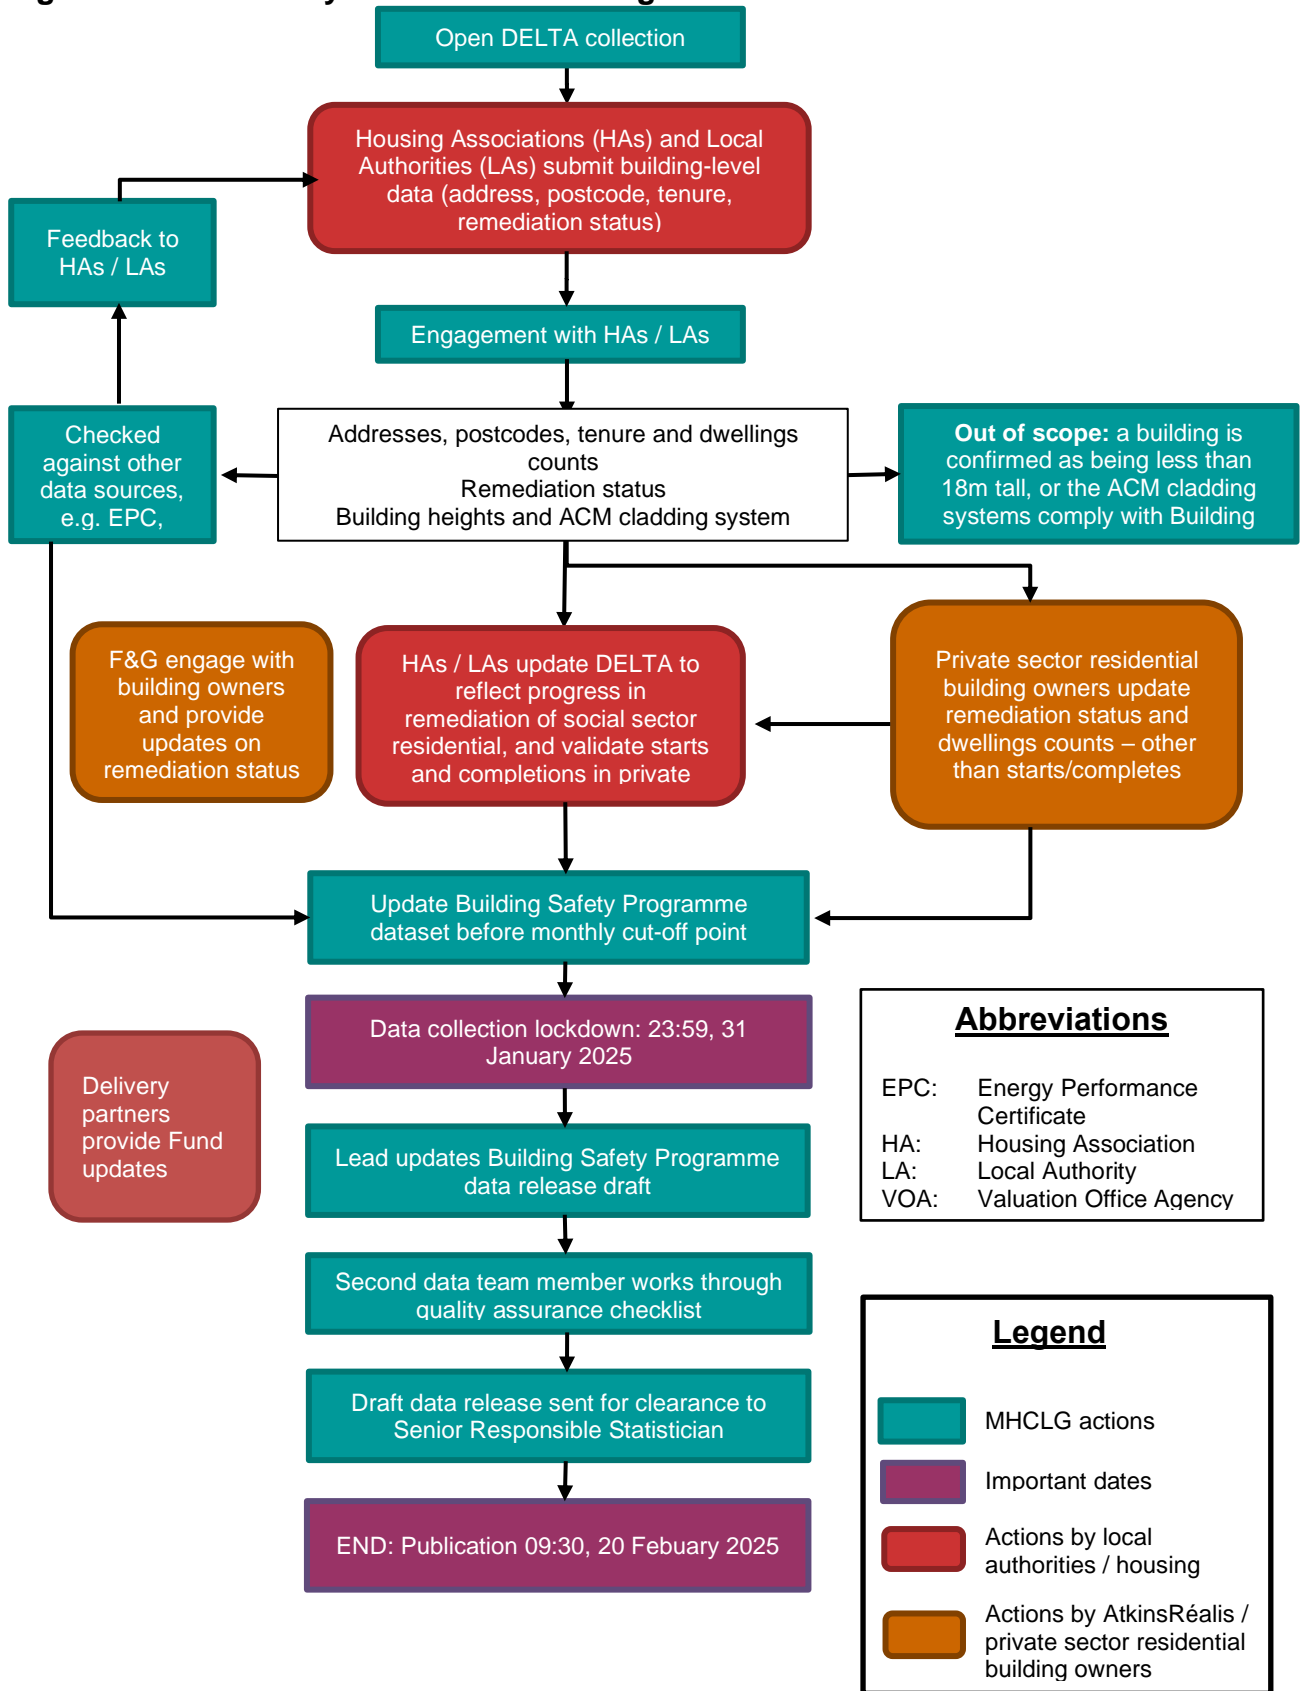 Open DELTA collection
Housing Associations (HAs) and Local
Authorities (LAs) submit building-level
data (address, postcode, tenure,
remediation status)
Feedback to
HAs / LAs
Engagement with HAs / LAs
Checked
against other
data sources,
e.g. EPC,
Addresses, postcodes, tenure and dwellings
counts
Remediation status
Building heights and ACM cladding system
Out of scope: a building is
confirmed as being less than
18m tall, or the ACM cladding
systems comply with Building
F&G engage with
building owners
and provide
updates on
remediation status
HAs / LAs update DELTA to
reflect progress in
remediation of social sector
residential, and validate starts
and completions in private
Private sector residential
building owners update
remediation status and
dwellings counts – other
than starts/completes
Update Building Safety Programme
dataset before monthly cut-off point
Data collection lockdown: 23:59, 31
January 2025
Delivery
partners
provide Fund
updates
Lead updates Building Safety Programme
data release draft
Second data team member works through
quality assurance checklist
Draft data release sent for clearance to
Senior Responsible Statistician
END: Publication 09:30, 20 Febuary 2025
Abbreviations
EPC: Energy Performance
Certificate
HA: Housing Association
LA: Local Authority
VOA: Valuation Office Agency
Legend
MHCLG actions
Important dates
Actions by local
authorities / housing
Actions by AtkinsRéalis /
private sector residential
building owners